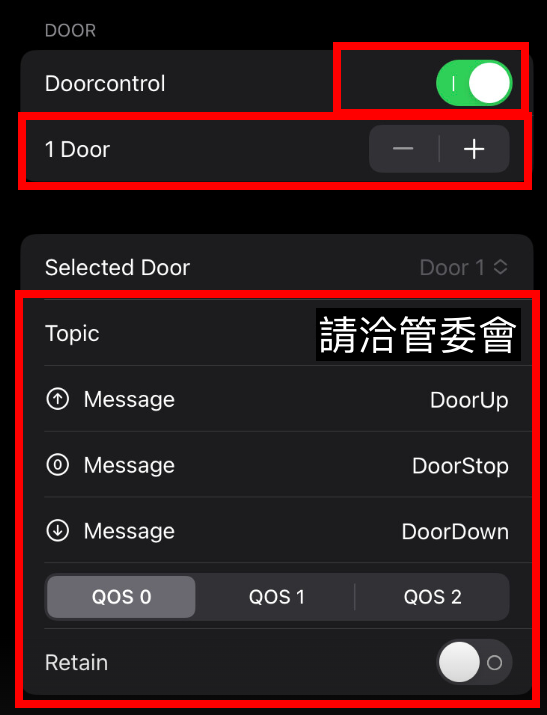 DOOR
Doorcontrol
1 Door
Selected Door Door 1
Topic 請洽管委會
Message DoorUp
0 Message DoorStop
Message DoorDown
QOS 0 QOS 1 QOS 2
Retain